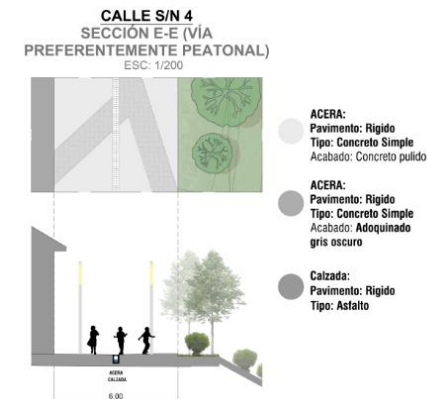 CALLE S/N 4
SECCIÓN E-E (VÍA
PREFERENTEMENTE PEATONAL)
ESC: 1/200
ACERA:
Pavimento: Rigido
Tipo: Concreto Simple
Acabado: Concreto pulido
ACERA:
Pavimento: Rigido
Tipo: Concreto Simple
Acabado: Adoquinado
gris oscuro
Calzada:
Pavimento: Rigido
Tipo: Asfalto
ACERA
CALZADA
6.00